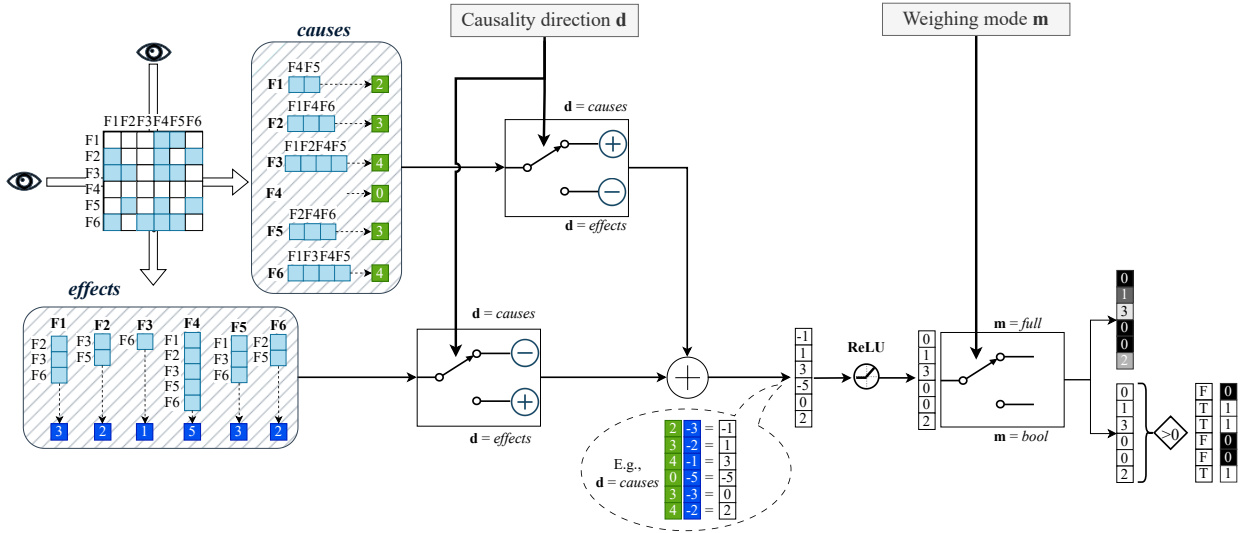 Causality direction d
Weighing mode m
causes
F1F2F3F4F5F6
F1
F2
F3
F4
F5
F6
F4F5
F1
2
F1F4F6
F2
3
F1F2F4F5
F3
4
F4
0
F2F4F6
F5
3
F1F3F4F5
F6
4
d = causes
+
−
d = effects
effects
F1
F2
F3
F6
3
F2
F3
F5
2
F3
F6
1
F4
F1
F2
F3
F5
F6
5
F5
F1
F3
F6
3
F6
F2
F5
2
d = causes
−
+
d = effects
+
E.g.,
d = causes
2 -3 = -1
3 -2 = 1
4 -1 = 3
0 -5 = -5
3 -3 = 0
4 -2 = 2
-1
1
3
-5
0
2
ReLU
0
1
3
0
0
2
m = full
m = bool
0
1
3
0
0
2
0
1
3
0
0
2
>0
F 0
T 1
T 1
F 0
F 0
T 1